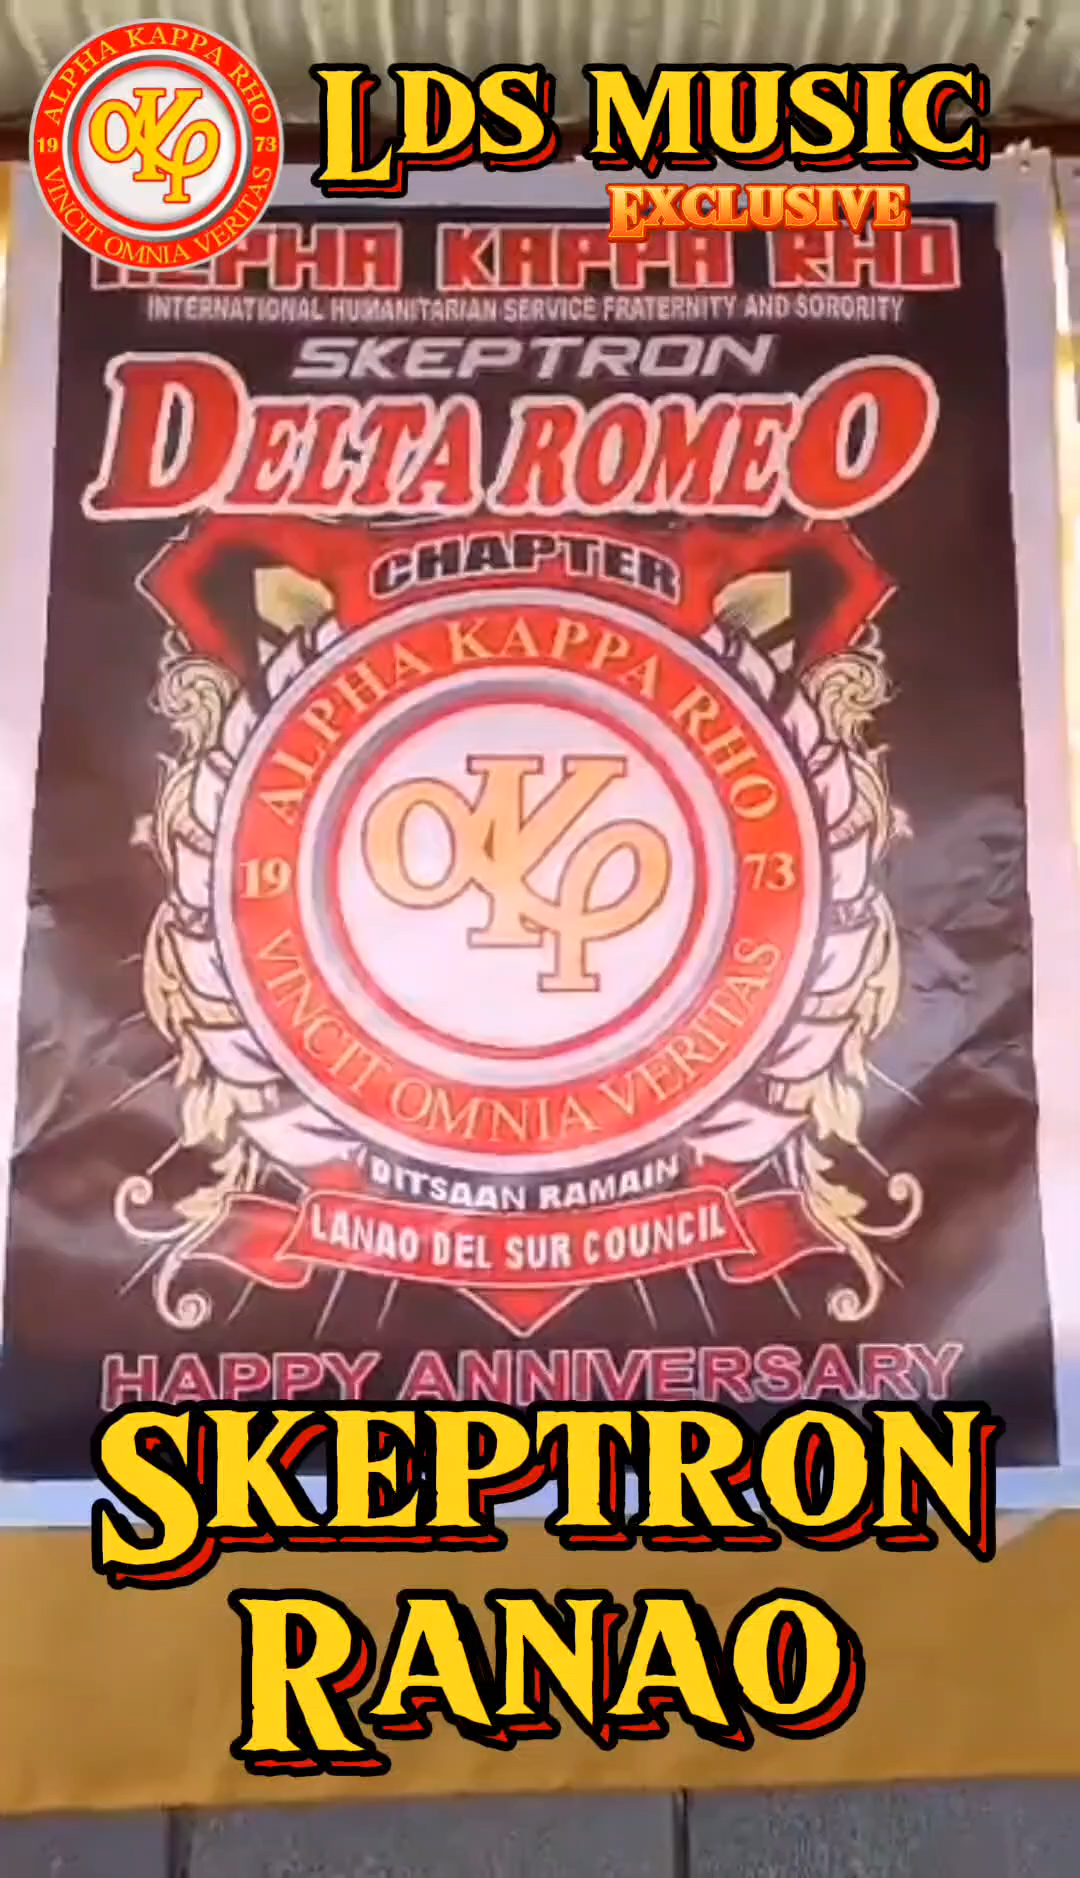 ALPHA KAPPA RHO
19 73
VINCIT OMNIA VERITAS
LDS MUSIC
EXCLUSIVE
ALPHA KAPPA RHO
INTERNATIONAL HUMANITARIAN SERVICE FRATERNITY AND SORORITY
SKEPTRON
DELTA ROMEO
CHAPTER
ALPHA KAPPA RHO
αKρ
19 73
VINCIT OMNIA VERITAS
DITSAAN RAMAIN
LANAO DEL SUR COUNCIL
HAPPY ANNIVERSARY
SKEPTRON
RANAO